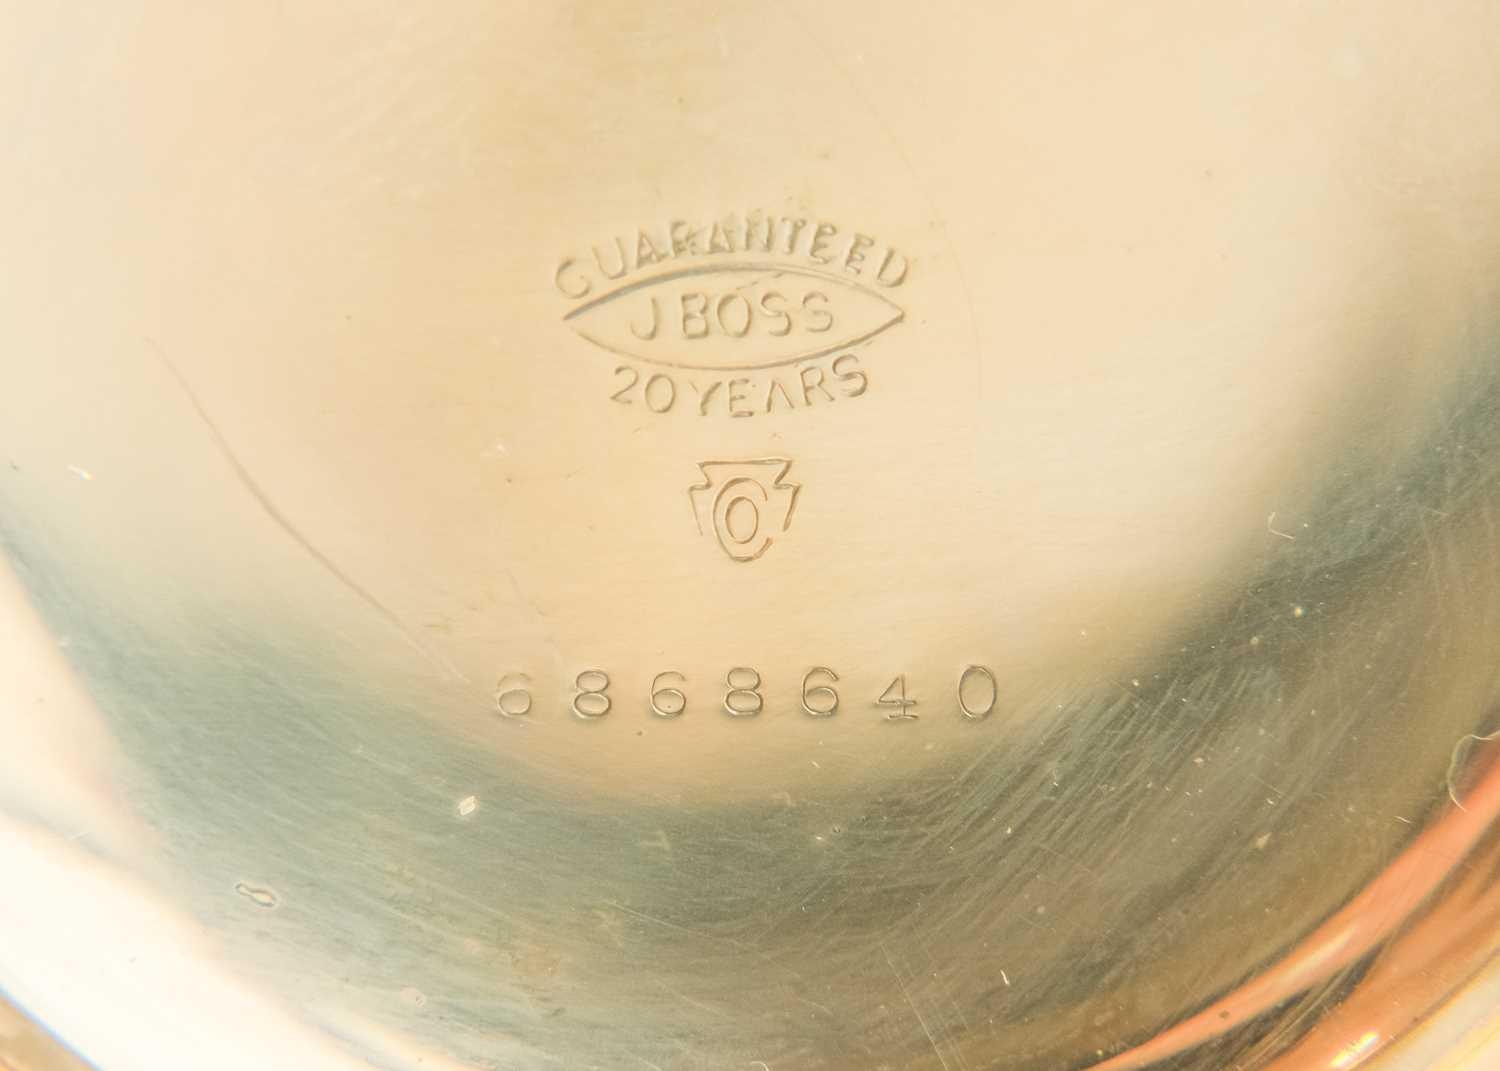 GUARANTEED
J BOSS
20 YEARS
C
6868640